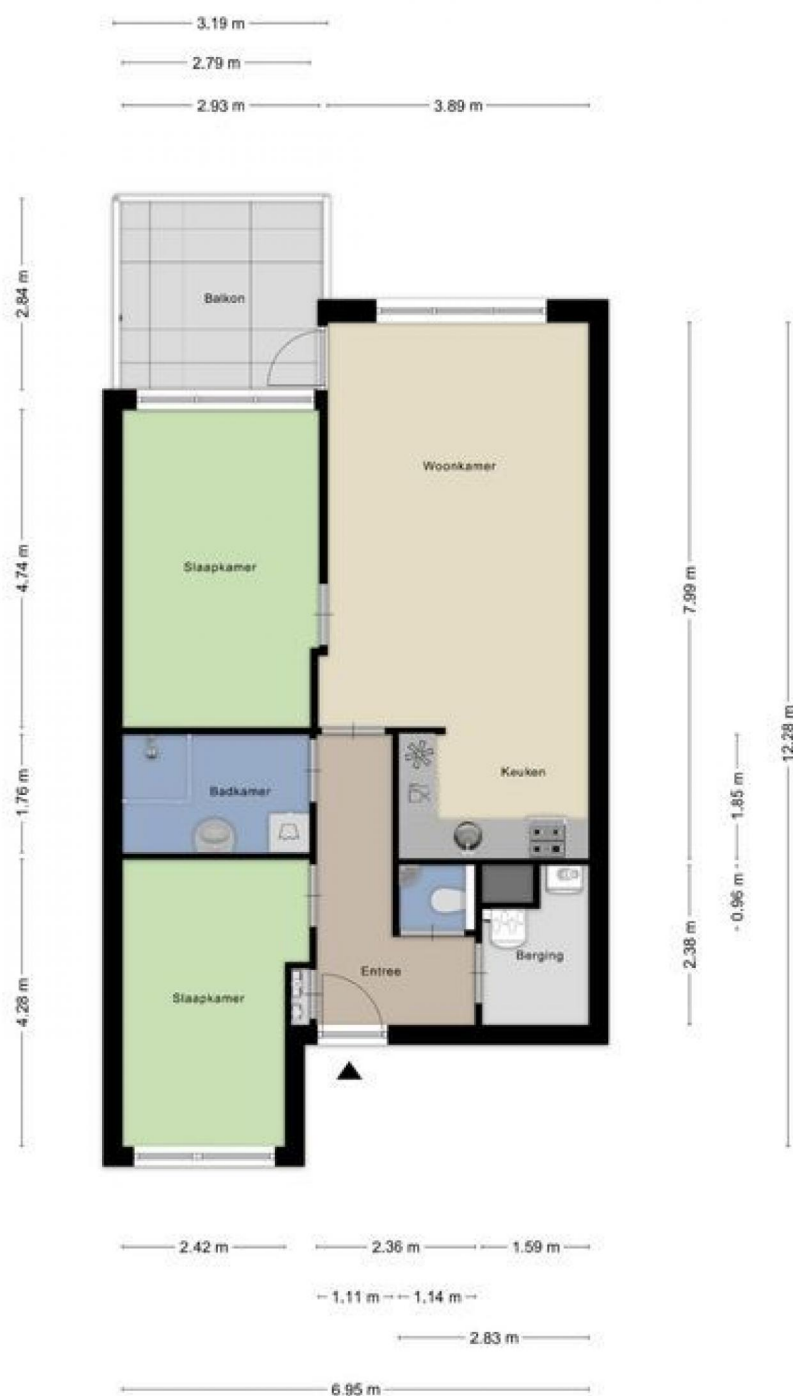 3.19 m
2.79 m
2.93 m
3.89 m
2.84 m
Balkon
Woonkamer
4.74 m
Slaapkamer
7.99 m
12.28 m
Keuken
1.76 m
Badkamer
1.85 m
0.96 m
2.38 m
Berging
Entree
Slaapkamer
4.28 m
2.42 m
2.36 m
1.59 m
1.11 m
1.14 m
2.83 m
6.95 m